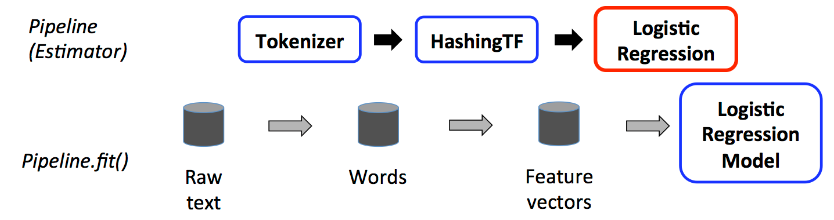 Pipeline
(Estimator)
Tokenizer
HashingTF
Logistic
Regression
Pipeline.fit()
Raw
text
Words
Feature
vectors
Logistic
Regression
Model